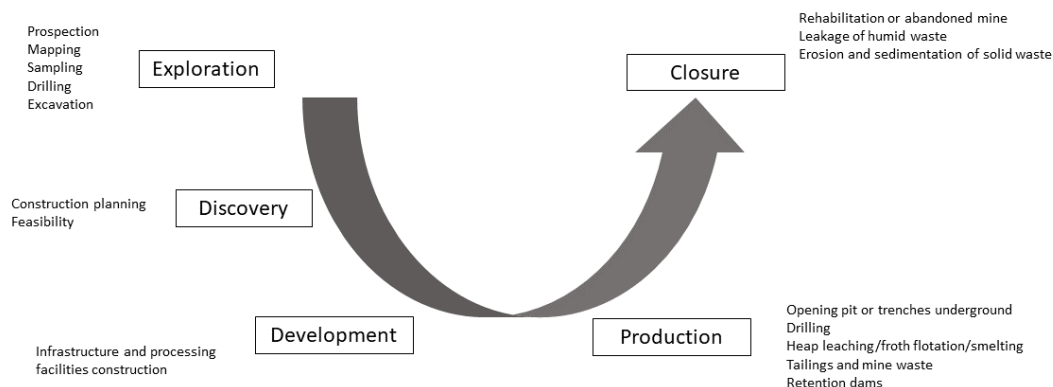 Prospection
Mapping
Sampling
Drilling
Excavation
Exploration
Construction planning
Feasibility
Discovery
Infrastructure and processing
facilities construction
Development
Production
Opening pit or trenches underground
Drilling
Heap leaching/froth flotation/smelting
Tailings and mine waste
Retention dams
Closure
Rehabilitation or abandoned mine
Leakage of humid waste
Erosion and sedimentation of solid waste